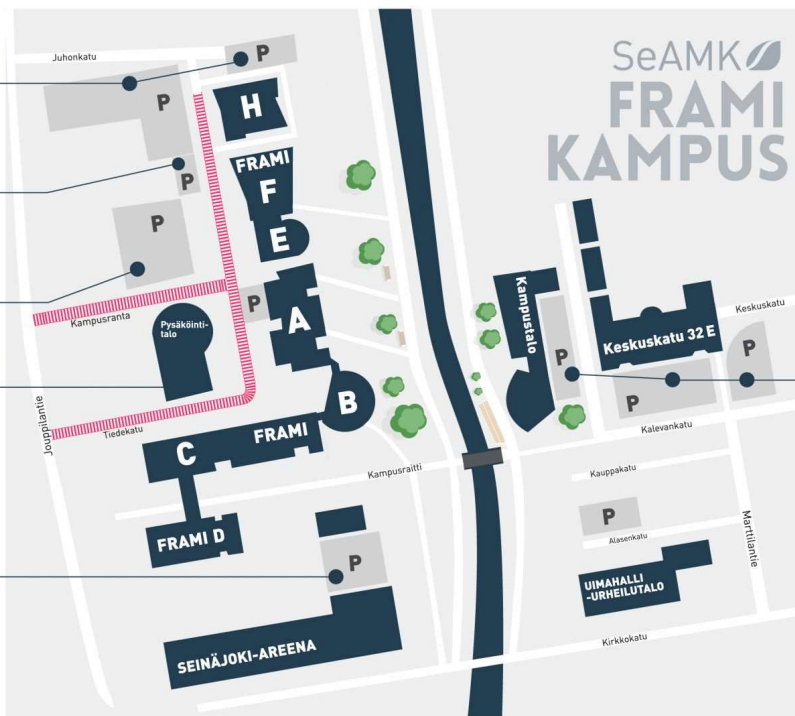 SeAMK
FRAMI
KAMPUS
Juhonkatu
P
P
H
P
FRAMI
F
P
E
Kampusranta
P
A
Pysäköinti-
talo
Kampustalo
P
Keskuskatu
Keskuskatu 32 E
P
P
Jouppilantie
Tiedekatu
B
C
FRAMI
Kalevankatu
Kampusraitti
Kauppakatu
FRAMI D
P
P
Alasenkatu
Marttilantie
UIMAHALLI
-URHEILUTALO
SEINÄJOKI-AREENA
Kirkkokatu